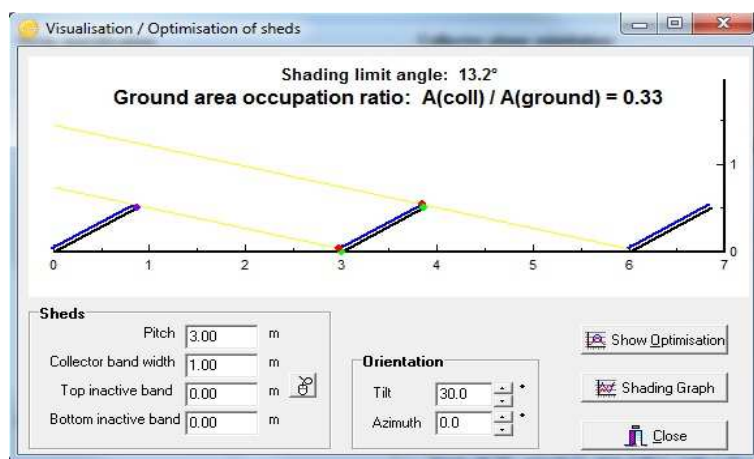 Visualisation / Optimisation of sheds
Shading limit angle: 13.2°
Ground area occupation ratio: A(coll) / A(ground) = 0.33
1
0
0 1 2 3 4 5 6 7
Sheds
Pitch 3.00 m
Collector band width 1.00 m
Top inactive band 0.00 m
Bottom inactive band 0.00 m
Orientation
Tilt 30.0 °
Azimuth 0.0 °
Show Optimisation
Shading Graph
Close